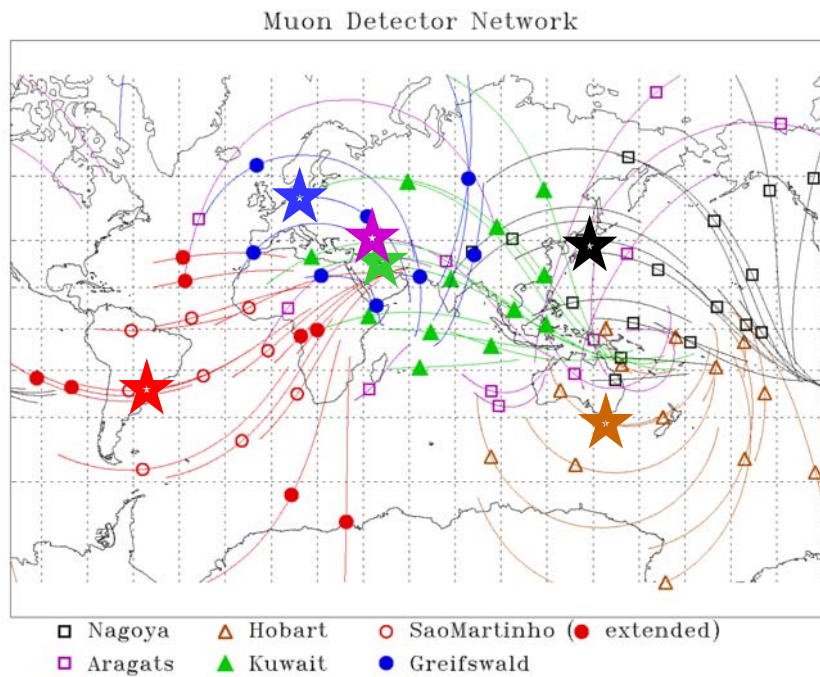 Muon Detector Network
Nagoya Hobart SaoMartinho ( extended)
Aragats Kuwait Greifswald